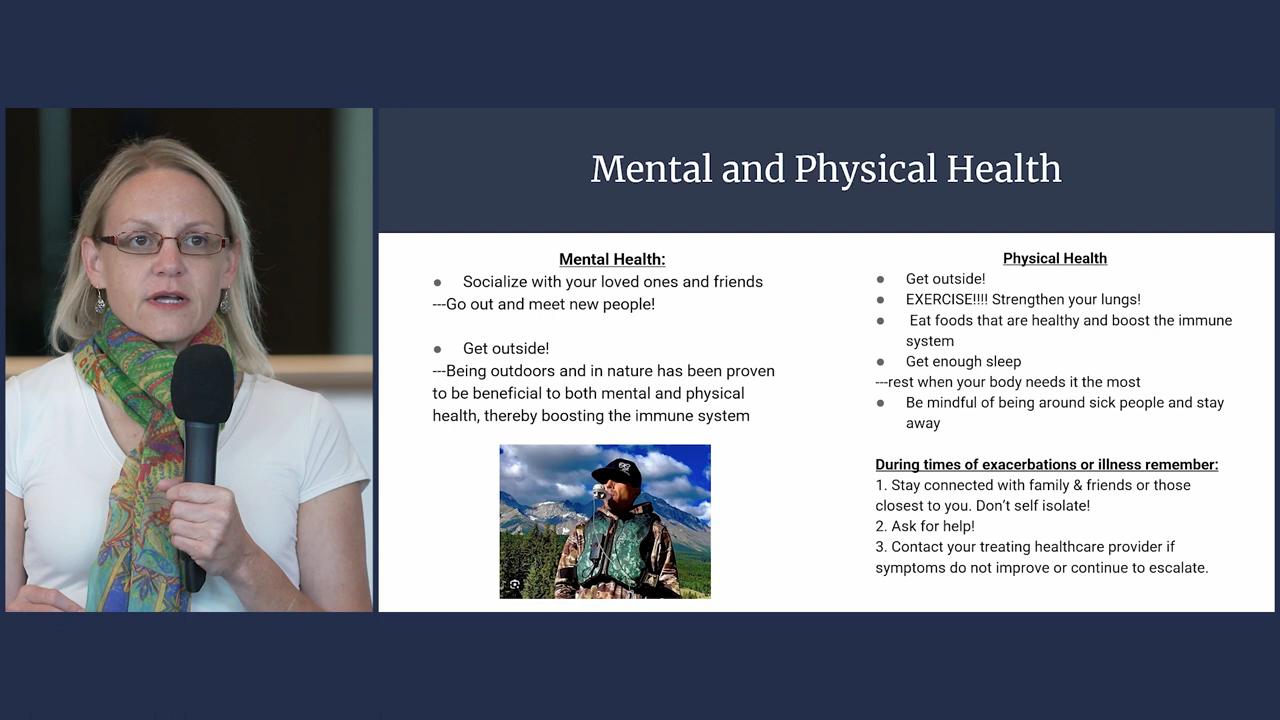 Mental and Physical Health
Mental Health:
● Socialize with your loved ones and friends
---Go out and meet new people!
● Get outside!
---Being outdoors and in nature has been proven
to be beneficial to both mental and physical
health, thereby boosting the immune system
Physical Health
● Get outside!
● EXERCISE!!!! Strengthen your lungs!
● Eat foods that are healthy and boost the immune
system
● Get enough sleep
---rest when your body needs it the most
● Be mindful of being around sick people and stay
away
During times of exacerbations or illness remember:
1. Stay connected with family & friends or those
closest to you. Don’t self isolate!
2. Ask for help!
3. Contact your treating healthcare provider if
symptoms do not improve or continue to escalate.